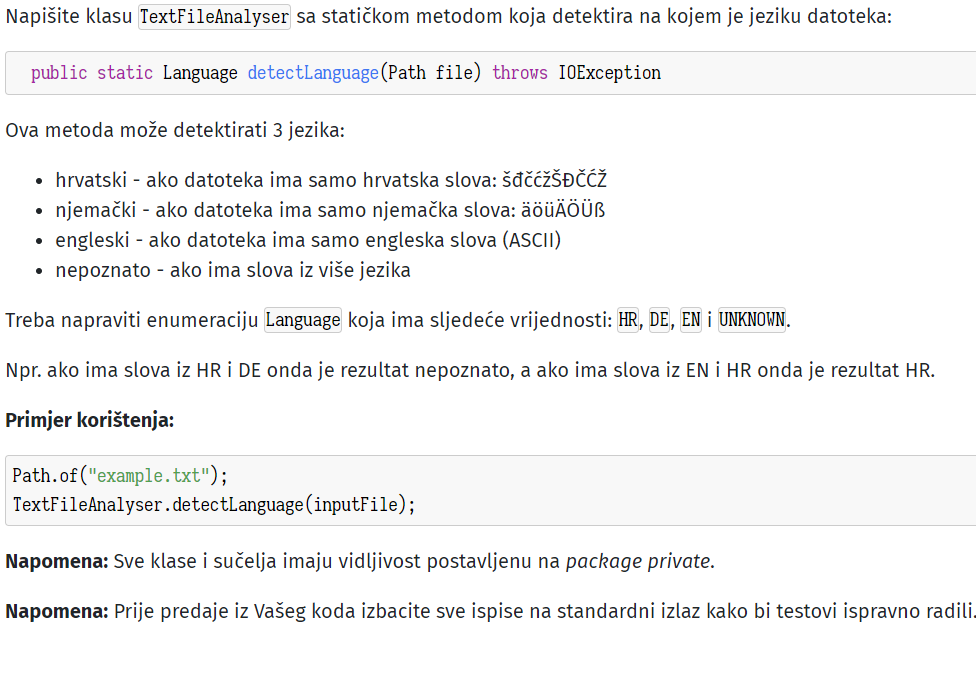 Napišite klasu TextFileAnalyser sa statičkom metodom koja detektira na kojem je jeziku datoteka:
public static Language detectLanguage(Path file) throws IOException
Ova metoda može detektirati 3 jezika:
• hrvatski - ako datoteka ima samo hrvatska slova: šđčćžŠĐČĆŽ
• njemački - ako datoteka ima samo njemačka slova: äöüÄÖÜß
• engleski - ako datoteka ima samo engleska slova (ASCII)
• nepoznato - ako ima slova iz više jezika
Treba napraviti enumeraciju Language koja ima sljedeće vrijednosti: HR, DE, EN i UNKNOWN.
Npr. ako ima slova iz HR i DE onda je rezultat nepoznato, a ako ima slova iz EN i HR onda je rezultat HR.
Primjer korištenja:
Path.of("example.txt");
TextFileAnalyser.detectLanguage(inputFile);
Napomena: Sve klase i sučelja imaju vidljivost postavljenu na package private.
Napomena: Prije predaje iz Vašeg koda izbacite sve ispise na standardni izlaz kako bi testovi ispravno radili.